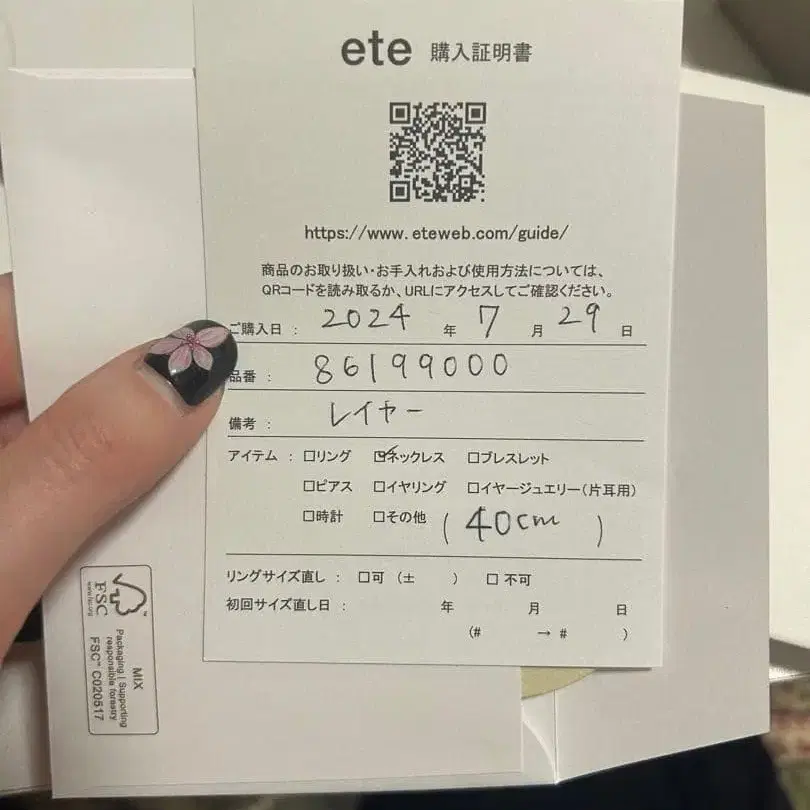 ete 購入証明書
https://www.eteweb.com/guide/
商品のお取り扱い・お手入れおよび使用方法については、
QRコードを読み取るか、URLにアクセスしてご確認ください。
ご購入日 : 2024 年 7 月 29 日
品番 : 86199000
備考 : レイヤー
アイテム : □リング ☑ネックレス □ブレスレット
□ピアス □イヤリング □イヤージュエリー(片耳用)
□時計 □その他 ( 40cm )
リングサイズ直し : □可 (± ) □ 不可
初回サイズ直し日 : 年 月 日
(# → # )
FSC
www.fsc.org
MIX
Packaging | Supporting
responsible forestry
FSC™ C020517